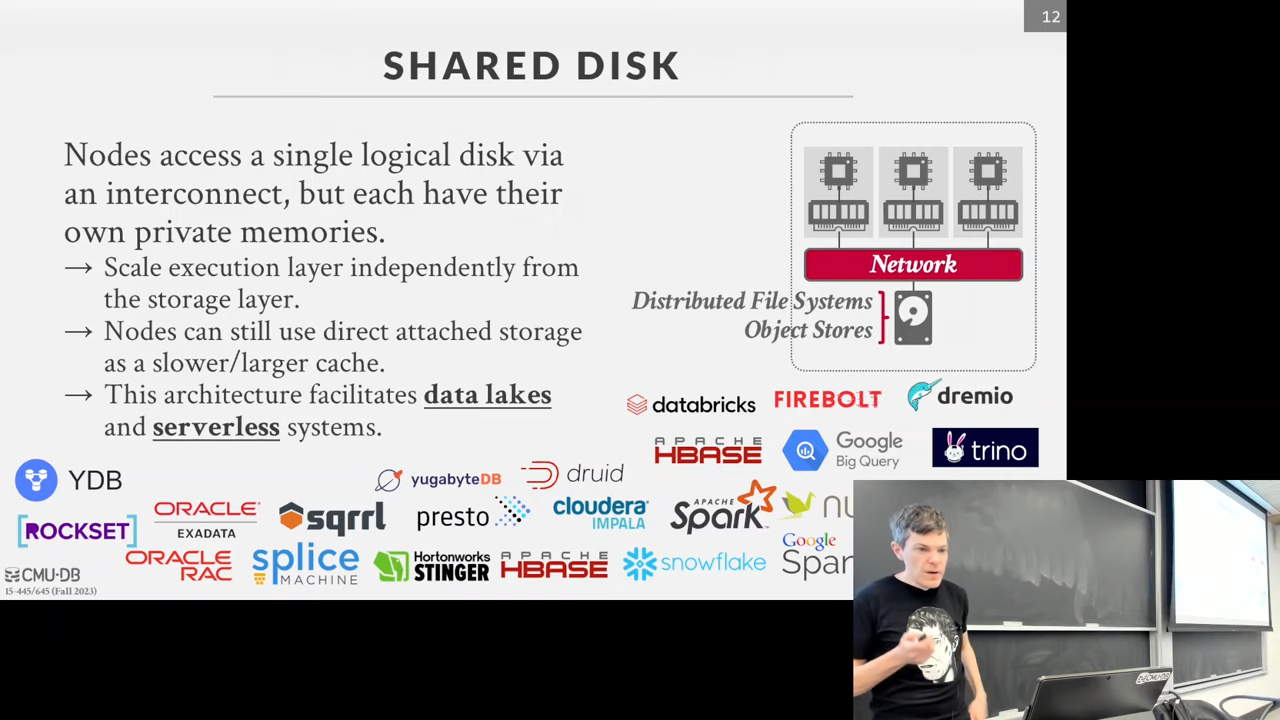 12
SHARED DISK
Nodes access a single logical disk via
an interconnect, but each have their
own private memories.
→ Scale execution layer independently from
the storage layer.
→ Nodes can still use direct attached storage
as a slower/larger cache.
→ This architecture facilitates data lakes
and serverless systems.
Network
Distributed File Systems
Object Stores
databricks
FIREBOLT
dremio
APACHE
HBASE
Google
Big Query
trino
YDB
yugabyteDB
druid
ROCKSET
ORACLE
EXADATA
sqrrl
presto
cloudera
IMPALA
APACHE
Spark
NU
Google
Span
ORACLE
RAC
splice
MACHINE
Hortonworks
STINGER
APACHE
HBASE
snowflake
CMU·DB
15-445/645 (Fall 2023)
CMU·DB